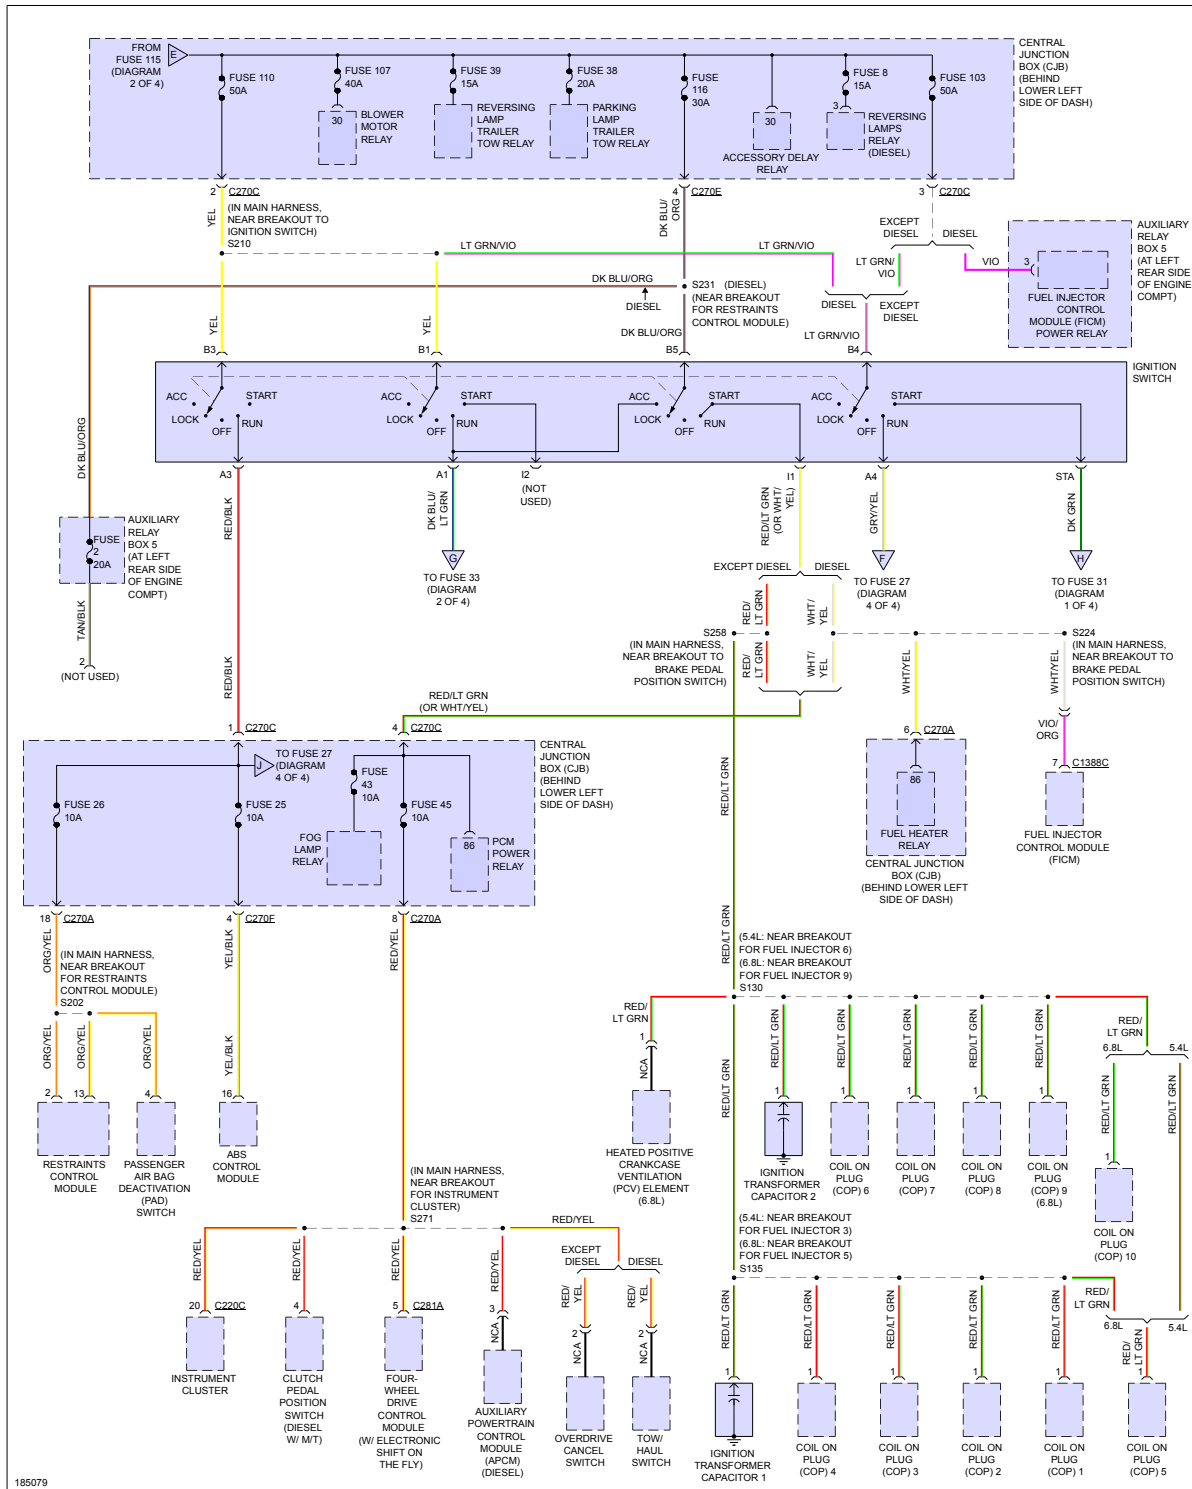 FROM
FUSE 115
(DIAGRAM
2 OF 4)
E
FUSE 110
50A
FUSE 107
40A
30
BLOWER
MOTOR
RELAY
FUSE 39
15A
REVERSING
LAMP
TRAILER
TOW RELAY
FUSE 38
20A
PARKING
LAMP
TRAILER
TOW RELAY
FUSE
116
30A
30
ACCESSORY DELAY
RELAY
FUSE 8
15A
3
REVERSING
LAMPS
RELAY
(DIESEL)
FUSE 103
50A
CENTRAL
JUNCTION
BOX (CJB)
(BEHIND
LOWER LEFT
SIDE OF DASH)
2 C270C
4 C270E
3 C270C
YEL
(IN MAIN HARNESS,
NEAR BREAKOUT TO
IGNITION SWITCH)
S210
DK BLU/
ORG
EXCEPT
DIESEL
DIESEL
LT GRN/VIO
LT GRN/VIO
LT GRN/
VIO
VIO
3
FUEL INJECTOR
CONTROL
MODULE (FICM)
POWER RELAY
AUXILIARY
RELAY
BOX 5
(AT LEFT
REAR SIDE
OF ENGINE
COMPT)
DK BLU/ORG
DIESEL
S231 (DIESEL)
(NEAR BREAKOUT
FOR RESTRAINTS
CONTROL MODULE)
DIESEL
EXCEPT
DIESEL
YEL
YEL
DK BLU/ORG
LT GRN/VIO
B3
B1
B5
B4
IGNITION
SWITCH
ACC
LOCK
OFF
RUN
START
ACC
LOCK
OFF
RUN
START
ACC
LOCK
OFF
RUN
START
ACC
LOCK
OFF
RUN
START
A3
A1
I2
(NOT
USED)
I1
A4
STA
DK BLU/ORG
RED/BLK
DK BLU/
LT GRN
RED/LT GRN
(OR WHT/
YEL)
GRY/YEL
DK GRN
FUSE
2
20A
AUXILIARY
RELAY
BOX 5
(AT LEFT
REAR SIDE
OF ENGINE
COMPT)
TAN/BLK
2
(NOT USED)
G
TO FUSE 33
(DIAGRAM
2 OF 4)
F
TO FUSE 27
(DIAGRAM
4 OF 4)
H
TO FUSE 31
(DIAGRAM
1 OF 4)
EXCEPT DIESEL
DIESEL
RED/
LT GRN
WHT/
YEL
S258
(IN MAIN HARNESS,
NEAR BREAKOUT TO
BRAKE PEDAL
POSITION SWITCH)
RED/
LT GRN
WHT/
YEL
S224
(IN MAIN HARNESS,
NEAR BREAKOUT TO
BRAKE PEDAL
POSITION SWITCH)
WHT/YEL
WHT/YEL
VIO/
ORG
RED/BLK
RED/LT GRN
(OR WHT/YEL)
1 C270C
4 C270C
6 C270A
86
FUEL HEATER
RELAY
CENTRAL JUNCTION
BOX (CJB)
(BEHIND LOWER LEFT
SIDE OF DASH)
7 C1388C
FUEL INJECTOR
CONTROL MODULE
(FICM)
J
TO FUSE 27
(DIAGRAM
4 OF 4)
FUSE 26
10A
FUSE 25
10A
FUSE
43
10A
FUSE 45
10A
FOG
LAMP
RELAY
86
PCM
POWER
RELAY
CENTRAL
JUNCTION
BOX (CJB)
(BEHIND
LOWER LEFT
SIDE OF DASH)
RED/LT GRN
18 C270A
4 C270F
8 C270A
ORG/YEL
YEL/BLK
RED/YEL
RED/LT GRN
(IN MAIN HARNESS,
NEAR BREAKOUT
FOR RESTRAINTS
CONTROL MODULE)
S202
ORG/YEL
ORG/YEL
ORG/YEL
YEL/BLK
2
13
4
16
RESTRAINTS
CONTROL
MODULE
PASSENGER
AIR BAG
DEACTIVATION
(PAD)
SWITCH
ABS
CONTROL
MODULE
(5.4L: NEAR BREAKOUT
FOR FUEL INJECTOR 6)
(6.8L: NEAR BREAKOUT
FOR FUEL INJECTOR 9)
S130
RED/
LT GRN
1
NCA
HEATED POSITIVE
CRANKCASE
VENTILATION
(PCV) ELEMENT
(6.8L)
RED/LT GRN
RED/LT GRN
RED/LT GRN
RED/LT GRN
RED/LT GRN
RED/LT GRN
1
1
1
1
1
IGNITION
TRANSFORMER
CAPACITOR 2
COIL ON
PLUG
(COP) 6
COIL ON
PLUG
(COP) 7
COIL ON
PLUG
(COP) 8
COIL ON
PLUG
(COP) 9
(6.8L)
RED/
LT GRN
6.8L
5.4L
RED/LT GRN
RED/LT GRN
1
COIL ON
PLUG
(COP) 10
(IN MAIN HARNESS,
NEAR BREAKOUT
FOR INSTRUMENT
CLUSTER)
S271
RED/YEL
EXCEPT
DIESEL
DIESEL
RED/YEL
RED/YEL
RED/YEL
RED/YEL
RED/
YEL
RED/
YEL
20 C220C
4
5 C281A
3
2
2
NCA
NCA
NCA
INSTRUMENT
CLUSTER
CLUTCH
PEDAL
POSITION
SWITCH
(DIESEL
W/ M/T)
FOUR-
WHEEL
DRIVE
CONTROL
MODULE
(W/ ELECTRONIC
SHIFT ON
THE FLY)
AUXILIARY
POWERTRAIN
CONTROL
MODULE
(APCM)
(DIESEL)
OVERDRIVE
CANCEL
SWITCH
TOW/
HAUL
SWITCH
(5.4L: NEAR BREAKOUT
FOR FUEL INJECTOR 3)
(6.8L: NEAR BREAKOUT
FOR FUEL INJECTOR 5)
S135
RED/LT GRN
RED/LT GRN
RED/LT GRN
RED/LT GRN
RED/LT GRN
RED/
LT GRN
6.8L
5.4L
RED/
LT GRN
1
1
1
1
1
1
IGNITION
TRANSFORMER
CAPACITOR 1
COIL ON
PLUG
(COP) 4
COIL ON
PLUG
(COP) 3
COIL ON
PLUG
(COP) 2
COIL ON
PLUG
(COP) 1
COIL ON
PLUG
(COP) 5
185079